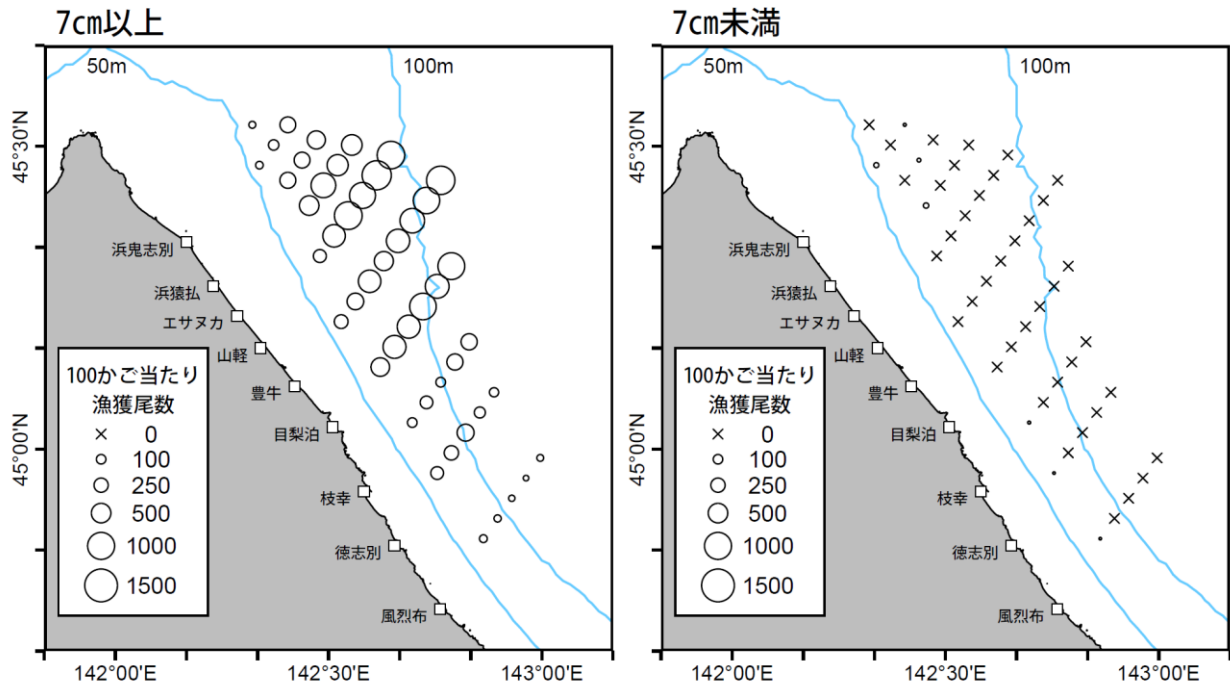 7cm以上
50m
100m
45°30'N
45°00'N
浜鬼志別
浜猿払
エサヌカ
山軽
豊牛
目梨泊
枝幸
徳志別
風烈布
100かご当たり
漁獲尾数
0
100
250
500
1000
1500
142°00'E
142°30'E
143°00'E
7cm未満
50m
100m
45°30'N
45°00'N
浜鬼志別
浜猿払
エサヌカ
山軽
豊牛
目梨泊
枝幸
徳志別
風烈布
100かご当たり
漁獲尾数
0
100
250
500
1000
1500
142°00'E
142°30'E
143°00'E